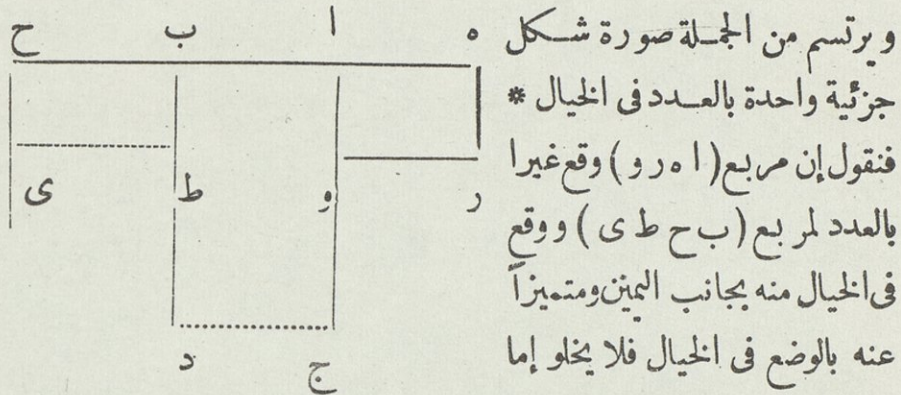 ويرتسم من الجملة صورة شكل
جزئية واحدة بالعدد فى الخيال *
فنقول إن مربع (ا ه ر و) وقع غيرا
بالعدد لمربع (ب ح ط ى) ووقع
فى الخيال منه بجانب اليمين ومتميزاً
عنه بالوضع فى الخيال فلا يخلو إما
ه ا ب ح
ر و ط ى
ج د